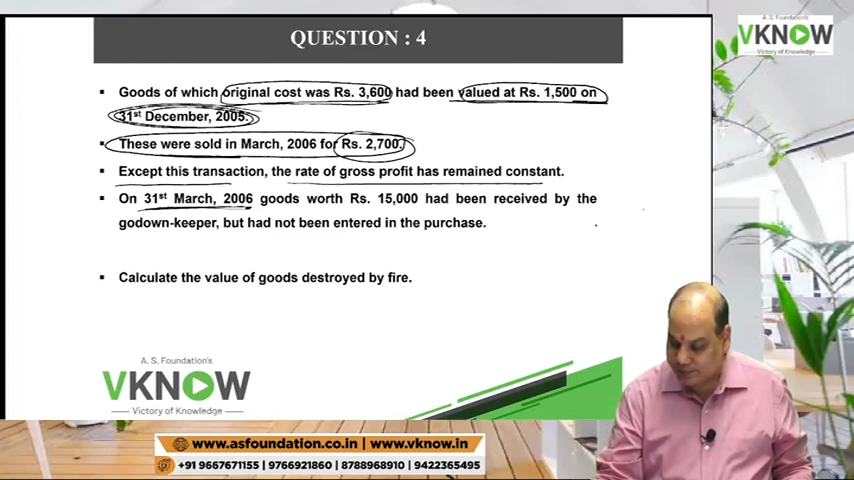 QUESTION : 4
A. S. Foundation's
VKNOW
Victory of Knowledge
▪ Goods of which original cost was Rs. 3,600 had been valued at Rs. 1,500 on
31st December, 2005.
▪ These were sold in March, 2006 for Rs. 2,700.
▪ Except this transaction, the rate of gross profit has remained constant.
▪ On 31st March, 2006 goods worth Rs. 15,000 had been received by the
godown-keeper, but had not been entered in the purchase.
▪ Calculate the value of goods destroyed by fire.
A. S. Foundation's
VKNOW
Victory of Knowledge
www.asfoundation.co.in | www.vknow.in
+91 9667671155 | 9766921860 | 8788968910 | 9422365495